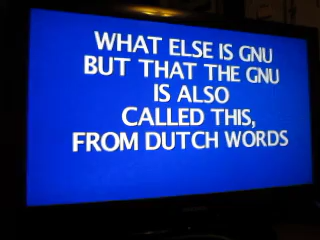 WHAT ELSE IS GNU
BUT THAT THE GNU
IS ALSO
CALLED THIS,
FROM DUTCH WORDS